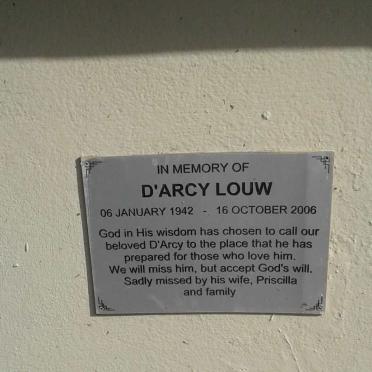 IN MEMORY OF
D'ARCY LOUW
06 JANUARY 1942 - 16 OCTOBER 2006
God in His wisdom has chosen to call our
beloved D'Arcy to the place that he has
prepared for those who love him.
We will miss him, but accept God's will.
Sadly missed by his wife, Priscilla
and family